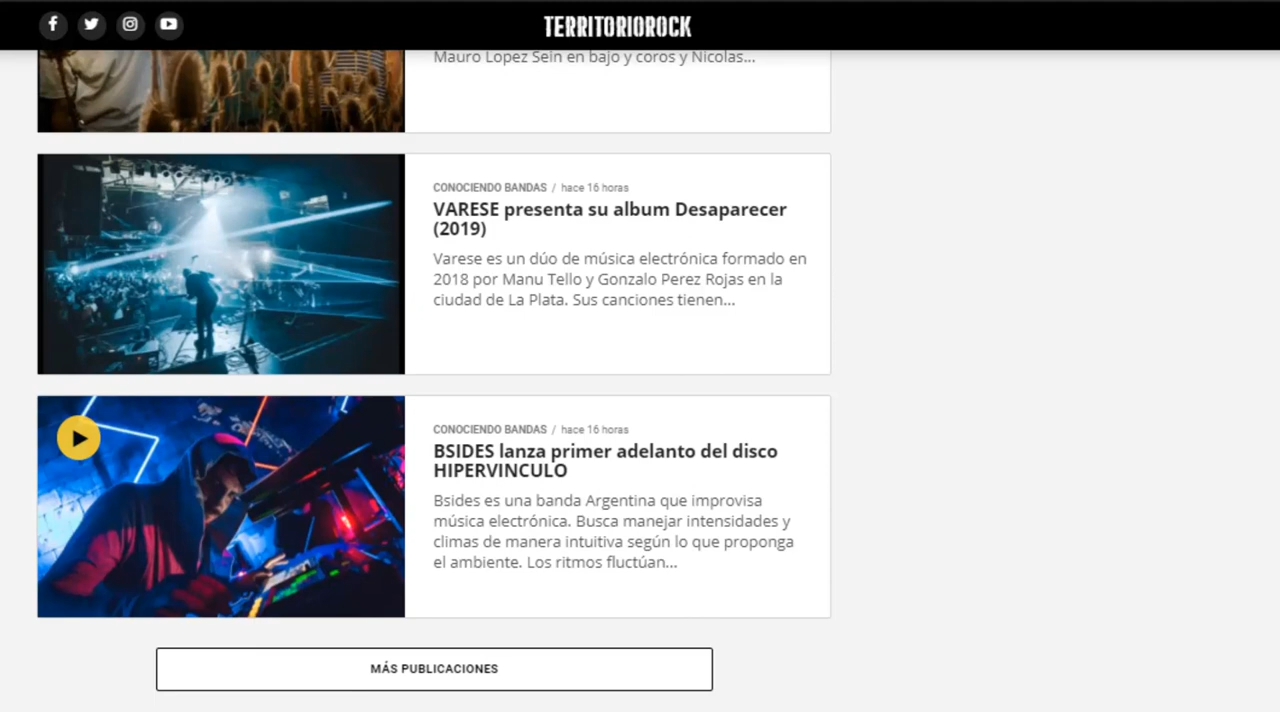 TERRITORIOROCK
Mauro Lopez Sein en bajo y coros y Nicolas...
CONOCIENDO BANDAS / hace 16 horas
VARESE presenta su album Desaparecer
(2019)
Varese es un dúo de música electrónica formado en
2018 por Manu Tello y Gonzalo Perez Rojas en la
ciudad de La Plata. Sus canciones tienen...
CONOCIENDO BANDAS / hace 16 horas
BSIDES lanza primer adelanto del disco
HIPERVINCULO
Bsides es una banda Argentina que improvisa
música electrónica. Busca manejar intensidades y
climas de manera intuitiva según lo que proponga
el ambiente. Los ritmos fluctúan...
MÁS PUBLICACIONES